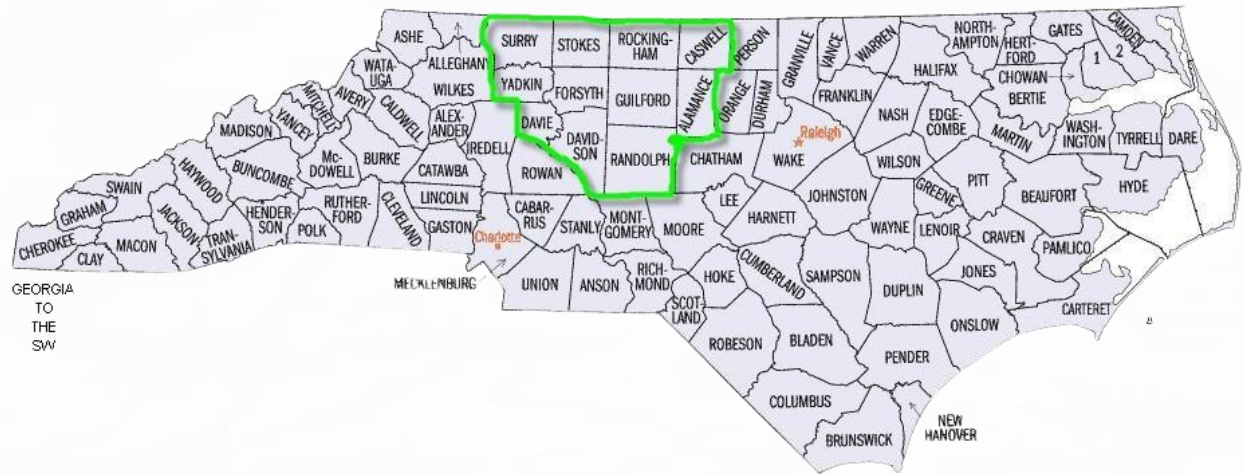 ASHE
ALLEGHANY
SURRY
STOKES
ROCKING-
HAM
CASWELL
PERSON
GRANVILLE
VANCE
WARREN
NORTH-
AMPTON
HERT-
FORD
GATES
CAMDEN
1
2
WATA-
UGA
WILKES
YADKIN
FORSYTH
GUILFORD
ALAMANCE
ORANGE
DURHAM
FRANKLIN
HALIFAX
CHOWAN
BERTIE
MITCHELL
AVERY
CALDWELL
ALEX-
ANDER
IREDELL
DAVIE
DAVID-
SON
RANDOLPH
CHATHAM
Raleigh
WAKE
NASH
EDGE-
COMBE
MARTIN
WASH-
INGTON
TYRRELL
DARE
MADISON
YANCEY
Mc-
DOWELL
BURKE
CATAWBA
ROWAN
WILSON
PITT
BEAUFORT
HYDE
SWAIN
HAYWOOD
BUNCOMBE
RUTHER-
FORD
CLEVELAND
LINCOLN
GASTON
CABAR-
RUS
STANLY
MONT-
GOMERY
MOORE
LEE
HARNETT
JOHNSTON
GREENE
WAYNE
LENOIR
CRAVEN
PAMLICO
GRAHAM
CHEROKEE
CLAY
MACON
JACKSON
TRAN-
SYLVANIA
HENDER-
SON
POLK
Charlotte
MECKLENBURG
UNION
ANSON
RICH-
MOND
SCOT-
LAND
HOKE
CUMBERLAND
SAMPSON
DUPLIN
JONES
ONSLOW
CARTERET
GEORGIA
TO
THE
SW
ROBESON
BLADEN
PENDER
COLUMBUS
BRUNSWICK
NEW
HANOVER